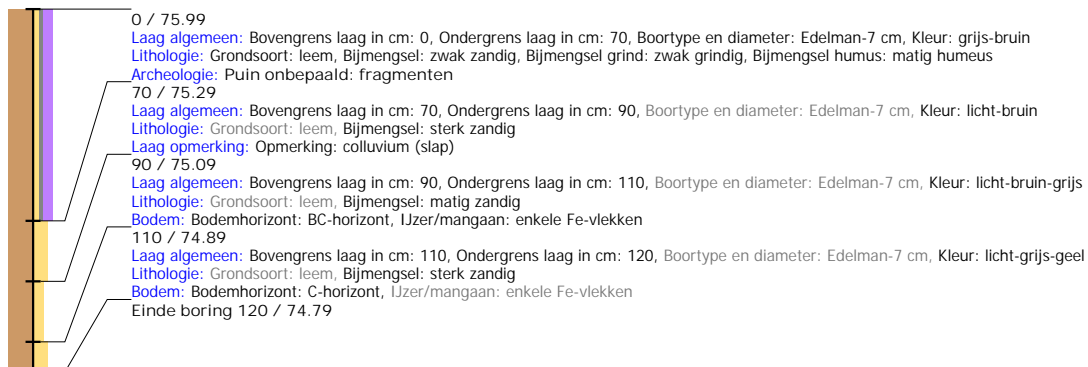 0 / 75.99
Laag algemeen: Bovengrens laag in cm: 0, Ondergrens laag in cm: 70, Boortype en diameter: Edelman-7 cm, Kleur: grijs-bruin
Lithologie: Grondsoort: leem, Bijmengsel: zwak zandig, Bijmengsel grind: zwak grindig, Bijmengsel humus: matig humeus
Archeologie: Puin onbepaald: fragmenten
70 / 75.29
Laag algemeen: Bovengrens laag in cm: 70, Ondergrens laag in cm: 90, Boortype en diameter: Edelman-7 cm, Kleur: licht-bruin
Lithologie: Grondsoort: leem, Bijmengsel: sterk zandig
Laag opmerking: Opmerking: colluvium (slap)
90 / 75.09
Laag algemeen: Bovengrens laag in cm: 90, Ondergrens laag in cm: 110, Boortype en diameter: Edelman-7 cm, Kleur: licht-bruin-grijs
Lithologie: Grondsoort: leem, Bijmengsel: matig zandig
Bodem: Bodemhorizont: BC-horizont, IJzer/mangaan: enkele Fe-vlekken
110 / 74.89
Laag algemeen: Bovengrens laag in cm: 110, Ondergrens laag in cm: 120, Boortype en diameter: Edelman-7 cm, Kleur: licht-grijs-geel
Lithologie: Grondsoort: leem, Bijmengsel: sterk zandig
Bodem: Bodemhorizont: C-horizont, IJzer/mangaan: enkele Fe-vlekken
Einde boring 120 / 74.79